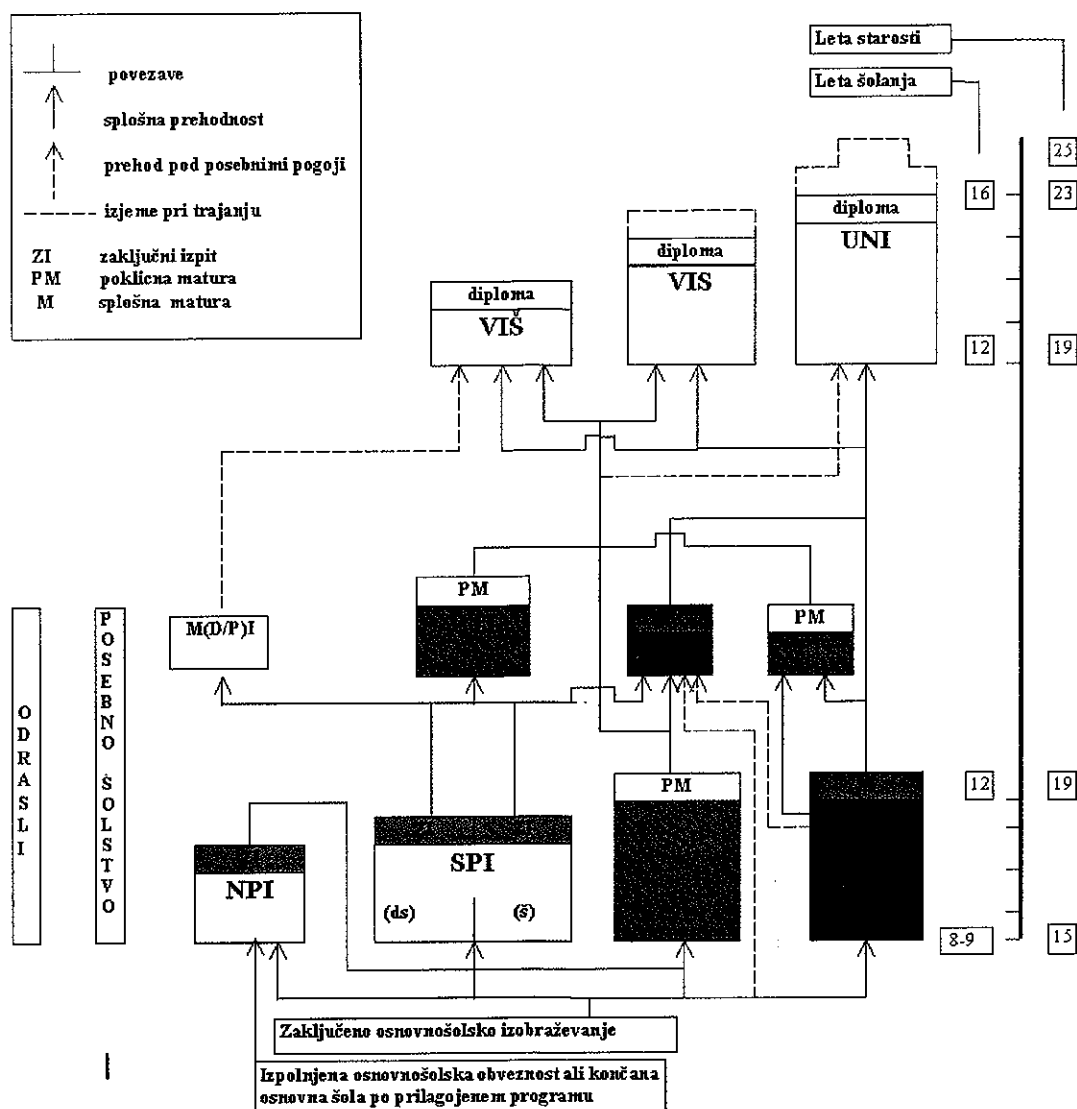 povezave
splošna prehodnost
prehod pod posebnimi pogoji
izjeme pri trajanju
ZI zaključni izpit
PM poklicna matura
M splošna matura
Leta starosti
Leta šolanja
25
16
23
diploma
UNI
diploma
VIS
diploma
VIŠ
12
19
PM
M(D/P)I
PM
ODRASLI
POSEBNO ŠOLSTVO
PM
12
19
SPI
NPI
(ds)
(š)
8-9
15
Zaključeno osnovnošolsko izobraževanje
Izpolnjena osnovnošolska obveznost ali končana
osnovna šola po prilagojenem programu